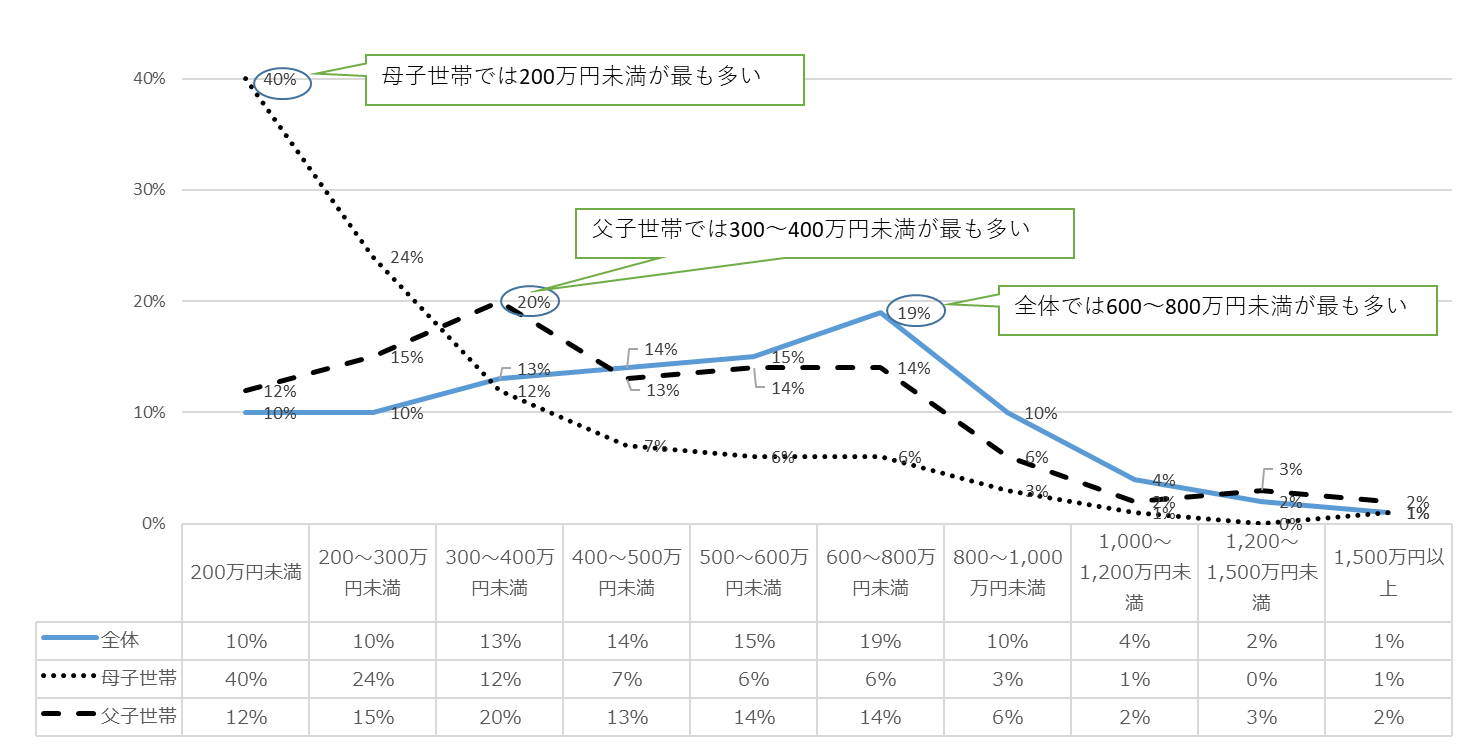 40%
母子世帯では200万円未満が最も多い
40%
30%
父子世帯では300～400万円未満が最も多い
24%
20%
20%
全体では600～800万円未満が最も多い
19%
15%
13%
14%
15%
12%
12%
13%
14%
14%
10%
10%
10%
10%
7%
6%
6%
6%
3%
4%
2%
1%
3%
2%
0%
2%
1%
1%
0%
200万円未満
200～300万
円未満
300～400万
円未満
400～500万
円未満
500～600万
円未満
600～800万
円未満
800～1,000
万円未満
1,000～
1,200万円未
満
1,200～
1,500万円未
満
1,500万円以
上
全体 10% 10% 13% 14% 15% 19% 10% 4% 2% 1%
母子世帯 40% 24% 12% 7% 6% 6% 3% 1% 0% 1%
父子世帯 12% 15% 20% 13% 14% 14% 6% 2% 3% 2%